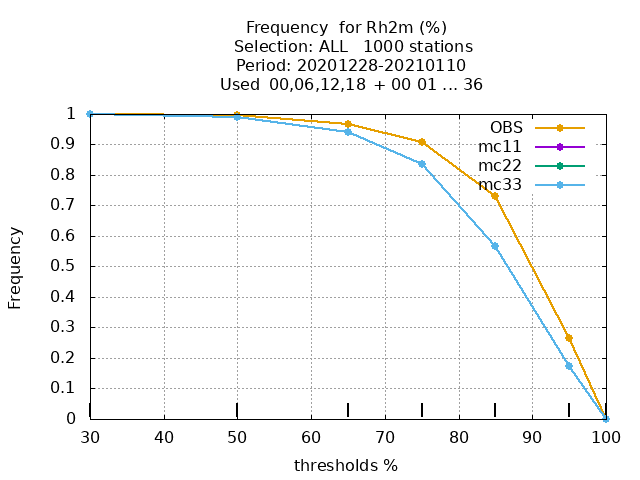 Frequency  for Rh2m (%)
Selection: ALL   1000 stations
Period: 20201228-20210110
Used  00,06,12,18  + 00 01 ... 36
OBS
mc11
mc22
mc33
1
0.9
0.8
0.7
0.6
0.5
0.4
0.3
0.2
0.1
0
Frequency
30 40 50 60 70 80 90 100
thresholds %